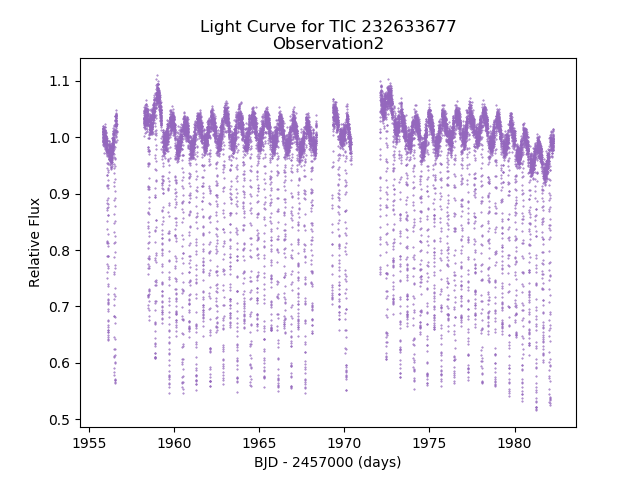 Light Curve for TIC 232633677
Observation2
Relative Flux
1.1
1.0
0.9
0.8
0.7
0.6
0.5
1955 1960 1965 1970 1975 1980
BJD - 2457000 (days)